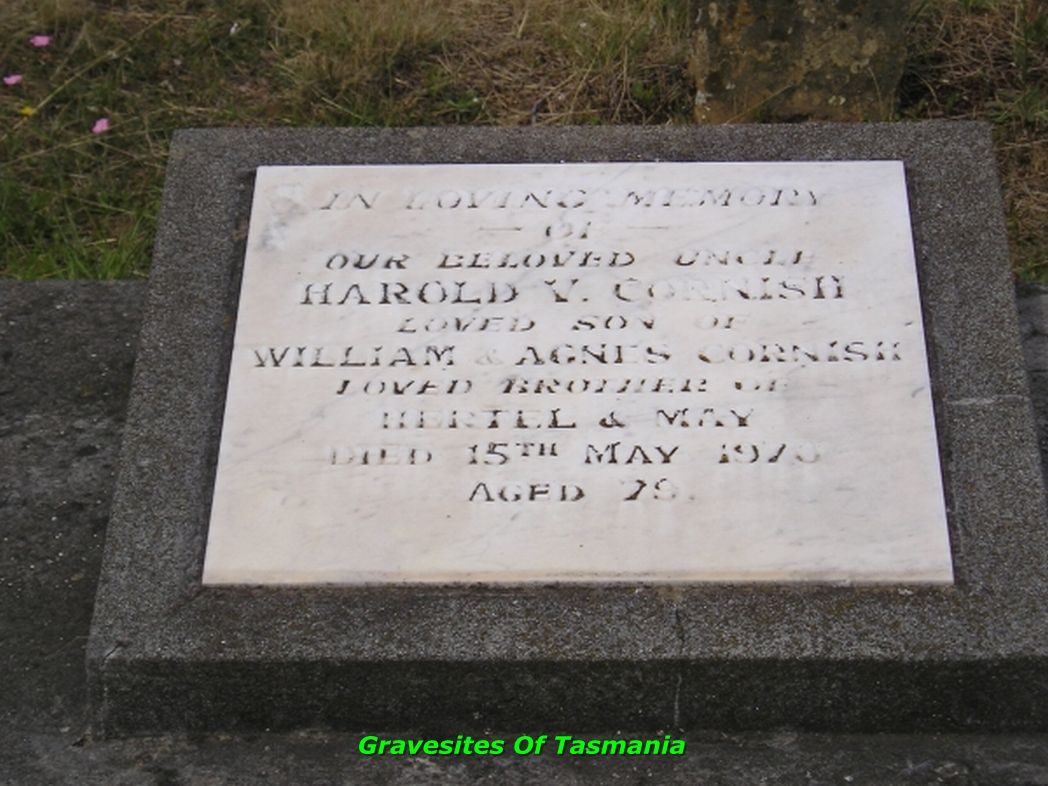 IN LOVING MEMORY
— OF —
OUR BELOVED UNCLE
HAROLD V. CORNISH
LOVED SON OF
WILLIAM & AGNES CORNISH
LOVED BROTHER OF
HERTEL & MAY
DIED 15TH MAY
AGED
Gravesites Of Tasmania